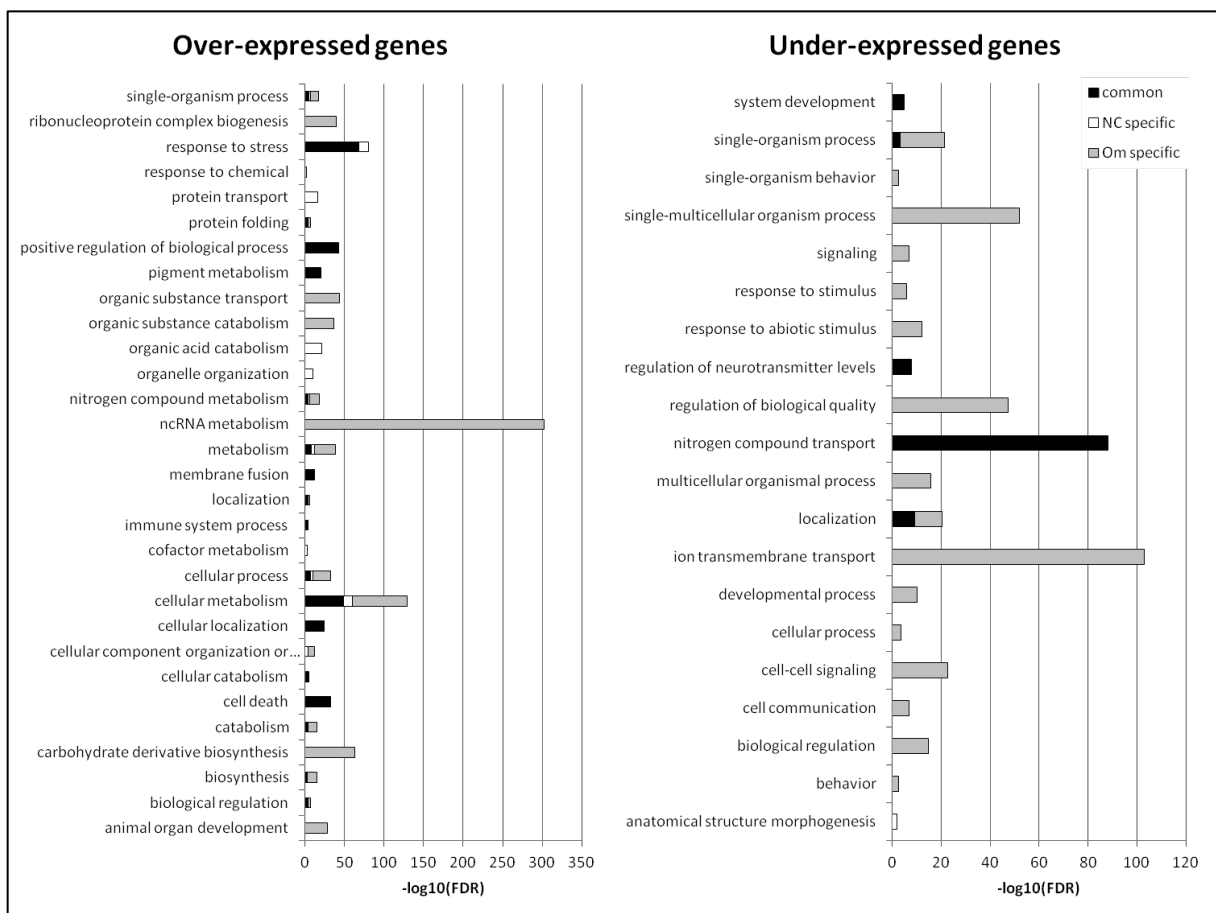 Over-expressed genes
single-organism process
ribonucleoprotein complex biogenesis
response to stress
response to chemical
protein transport
protein folding
positive regulation of biological process
pigment metabolism
organic substance transport
organic substance catabolism
organic acid catabolism
organelle organization
nitrogen compound metabolism
ncRNA metabolism
metabolism
membrane fusion
localization
immune system process
cofactor metabolism
cellular process
cellular metabolism
cellular localization
cellular component organization or...
cellular catabolism
cell death
catabolism
carbohydrate derivative biosynthesis
biosynthesis
biological regulation
animal organ development
0 50 100 150 200 250 300 350
-log10(FDR)
Under-expressed genes
common
NC specific
Om specific
system development
single-organism process
single-organism behavior
single-multicellular organism process
signaling
response to stimulus
response to abiotic stimulus
regulation of neurotransmitter levels
regulation of biological quality
nitrogen compound transport
multicellular organismal process
localization
ion transmembrane transport
developmental process
cellular process
cell-cell signaling
cell communication
biological regulation
behavior
anatomical structure morphogenesis
0 20 40 60 80 100 120
-log10(FDR)